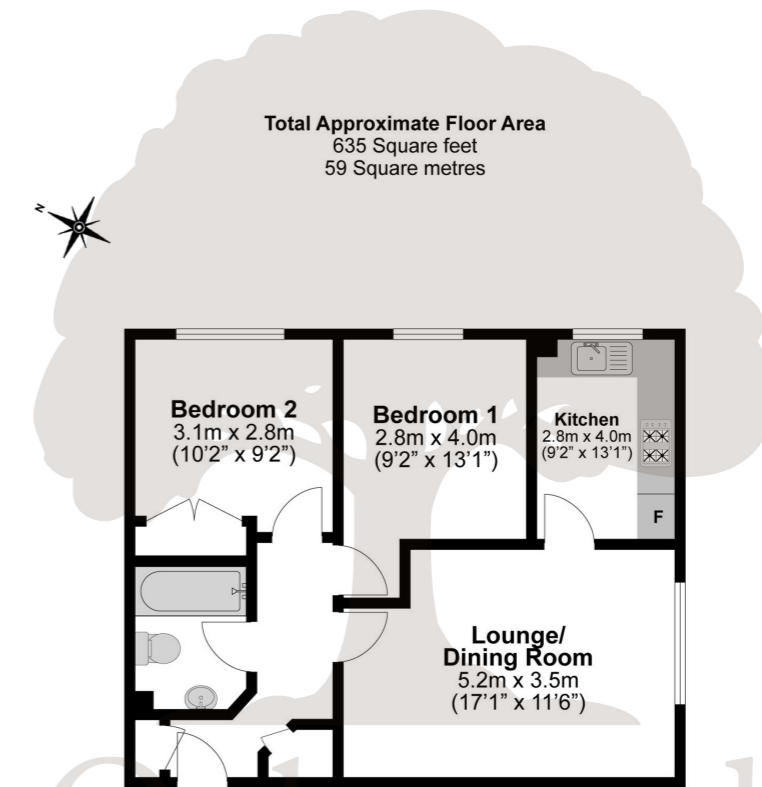 Total Approximate Floor Area
635 Square feet
59 Square metres
N
Bedroom 2
3.1m x 2.8m
(10'2" x 9'2")
Bedroom 1
2.8m x 4.0m
(9'2" x 13'1")
Kitchen
2.8m x 4.0m
(9'2" x 13'1")
F
Lounge/
Dining Room
5.2m x 3.5m
(17'1" x 11'6")